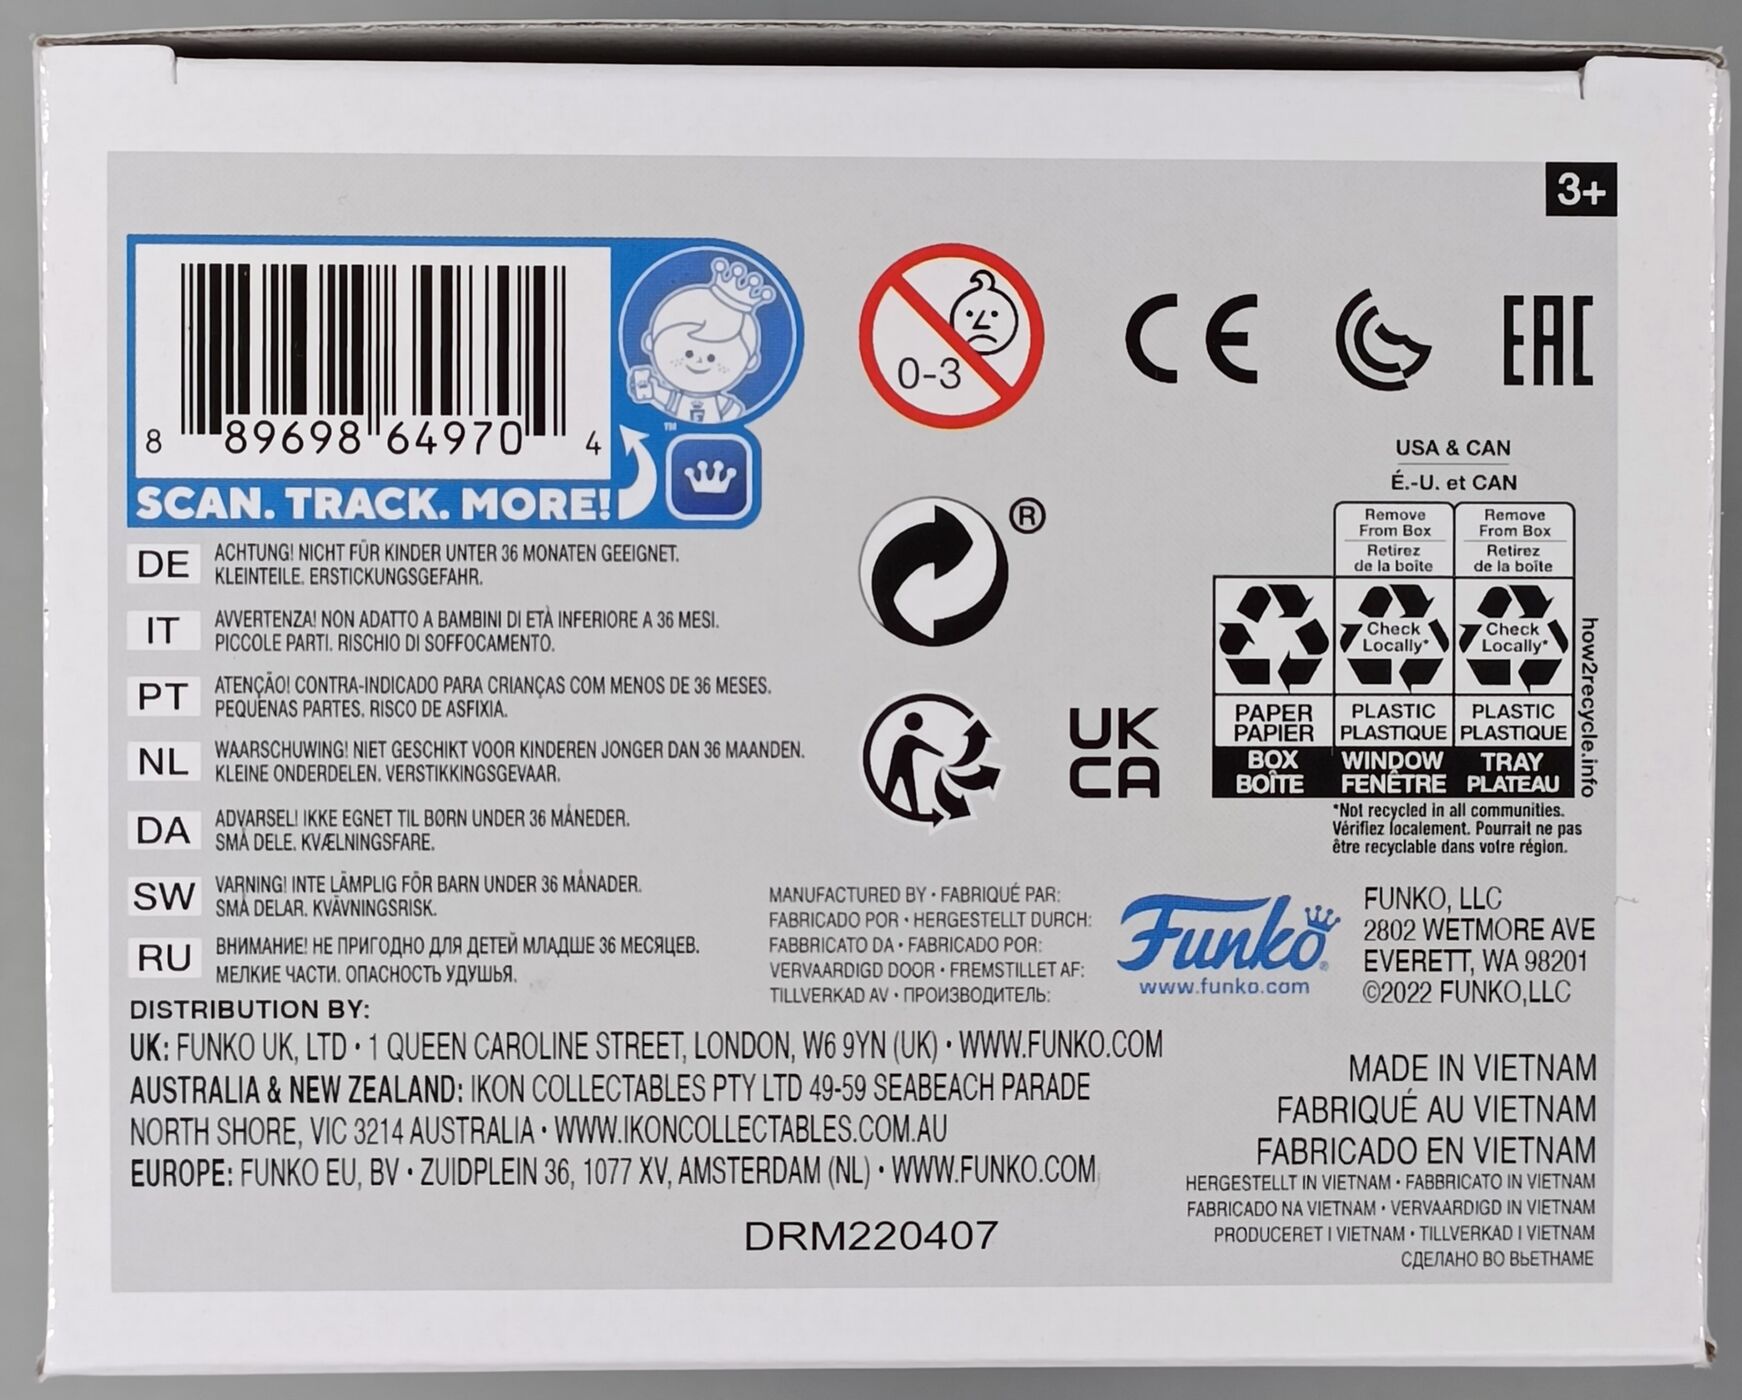 3+
8 89698 64970 4
SCAN. TRACK. MORE!
™
0-3
CE
EAC
USA & CAN
É.-U. et CAN
Remove
From Box
Retirez
de la boîte
Remove
From Box
Retirez
de la boîte
Check
Locally*
Check
Locally*
PAPER
PAPIER
PLASTIC
PLASTIQUE
PLASTIC
PLASTIQUE
BOX
BOÎTE
WINDOW
FENÊTRE
TRAY
PLATEAU
how2recycle.info
*Not recycled in all communities.
Vérifiez localement. Pourrait ne pas
être recyclable dans votre région.
®
UK
CA
DE ACHTUNG! NICHT FÜR KINDER UNTER 36 MONATEN GEEIGNET.
KLEINTEILE. ERSTICKUNGSGEFAHR.
IT AVVERTENZA! NON ADATTO A BAMBINI DI ETÀ INFERIORE A 36 MESI.
PICCOLE PARTI. RISCHIO DI SOFFOCAMENTO.
PT ATENÇÃO! CONTRA-INDICADO PARA CRIANÇAS COM MENOS DE 36 MESES.
PEQUENAS PARTES. RISCO DE ASFIXIA.
NL WAARSCHUWING! NIET GESCHIKT VOOR KINDEREN JONGER DAN 36 MAANDEN.
KLEINE ONDERDELEN. VERSTIKKINGSGEVAAR.
DA ADVARSEL! IKKE EGNET TIL BØRN UNDER 36 MÅNEDER.
SMÅ DELE. KVÆLNINGSFARE.
SW VARNING! INTE LÄMPLIG FÖR BARN UNDER 36 MÅNADER.
SMÅ DELAR. KVÄVNINGSRISK.
RU ВНИМАНИЕ! НЕ ПРИГОДНО ДЛЯ ДЕТЕЙ МЛАДШЕ 36 МЕСЯЦЕВ.
МЕЛКИЕ ЧАСТИ. ОПАСНОСТЬ УДУШЬЯ.
MANUFACTURED BY • FABRIQUÉ PAR:
FABRICADO POR • HERGESTELLT DURCH:
FABBRICATO DA • FABRICADO POR:
VERVAARDIGD DOOR • FREMSTILLET AF:
TILLVERKAD AV • ПРОИЗВОДИТЕЛЬ:
Funko®
www.funko.com
FUNKO, LLC
2802 WETMORE AVE
EVERETT, WA 98201
©2022 FUNKO,LLC
DISTRIBUTION BY:
UK: FUNKO UK, LTD • 1 QUEEN CAROLINE STREET, LONDON, W6 9YN (UK) • WWW.FUNKO.COM
AUSTRALIA & NEW ZEALAND: IKON COLLECTABLES PTY LTD 49-59 SEABEACH PARADE
NORTH SHORE, VIC 3214 AUSTRALIA • WWW.IKONCOLLECTABLES.COM.AU
EUROPE: FUNKO EU, BV • ZUIDPLEIN 36, 1077 XV, AMSTERDAM (NL) • WWW.FUNKO.COM
DRM220407
MADE IN VIETNAM
FABRIQUÉ AU VIETNAM
FABRICADO EN VIETNAM
HERGESTELLT IN VIETNAM • FABBRICATO IN VIETNAM
FABRICADO NA VIETNAM • VERVAARDIGD IN VIETNAM
PRODUCERET I VIETNAM • TILLVERKAD I VIETNAM
СДЕЛАНО ВО ВЬЕТНАМЕ